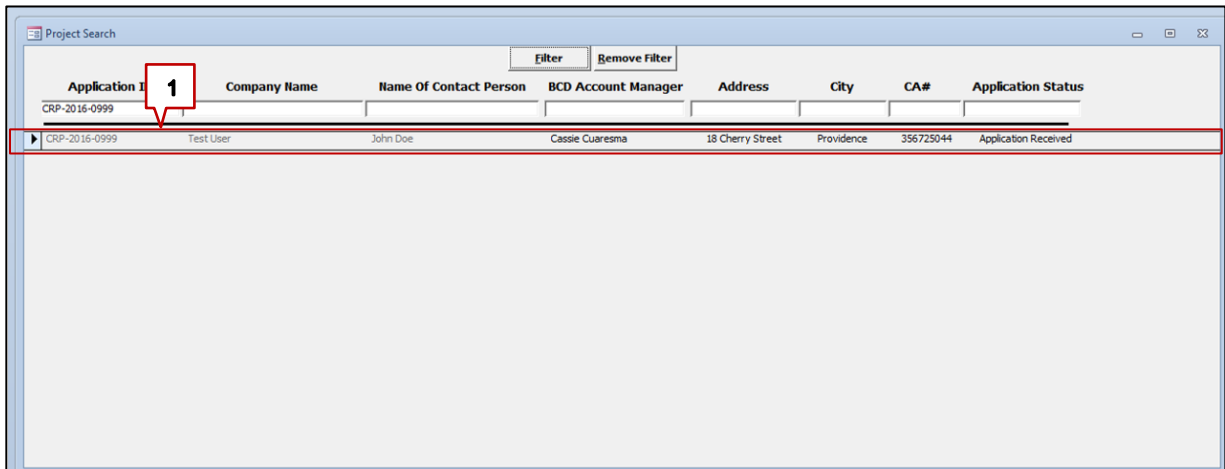 Project Search
Filter Remove Filter
Application I 1 Company Name Name Of Contact Person BCD Account Manager Address City CA# Application Status
CRP-2016-0999
CRP-2016-0999 Test User John Doe Cassie Cuaresma 18 Cherry Street Providence 356725044 Application Received